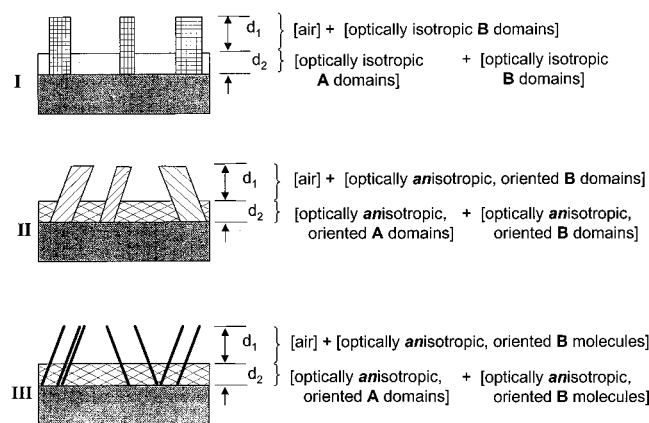 d1 } [air] + [optically isotropic B domains]
d2 } [optically isotropic + [optically isotropic
A domains] B domains]
I
d1 } [air] + [optically anisotropic, oriented B domains]
d2 } [optically anisotropic, + [optically anisotropic,
II oriented A domains] oriented B domains]
d1 } [air] + [optically anisotropic, oriented B molecules]
d2 } [optically anisotropic, + [optically anisotropic,
III oriented A domains] oriented B molecules]